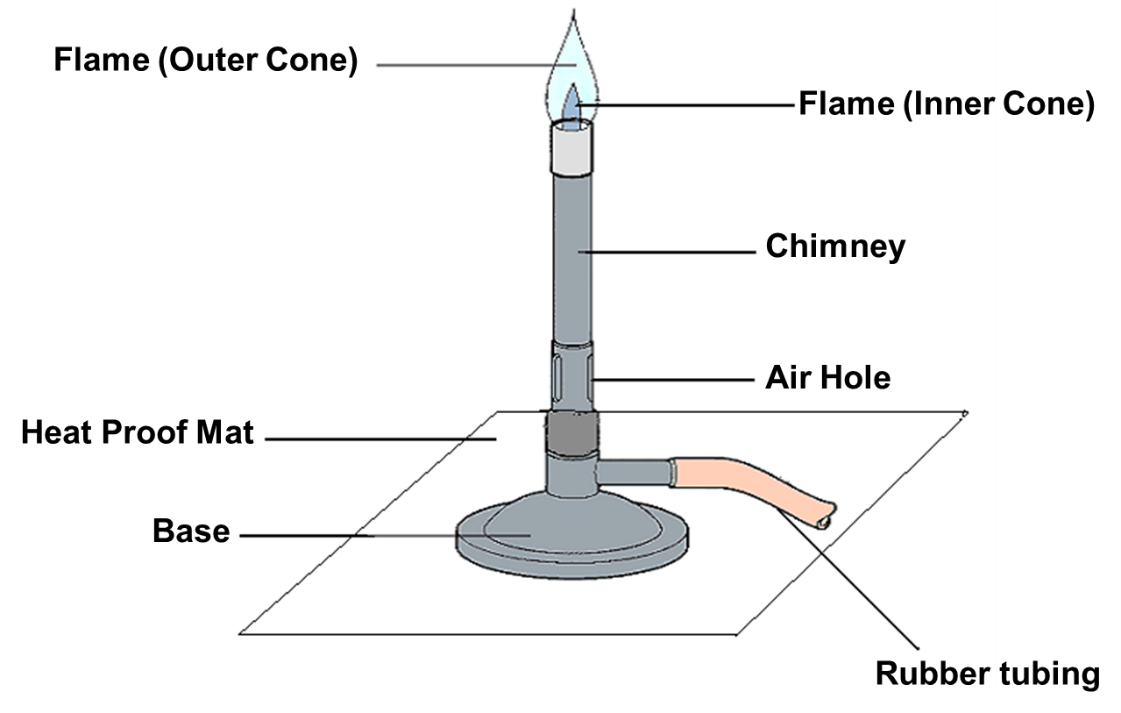 Flame (Outer Cone)
Flame (Inner Cone)
Chimney
Air Hole
Heat Proof Mat
Base
Rubber tubing